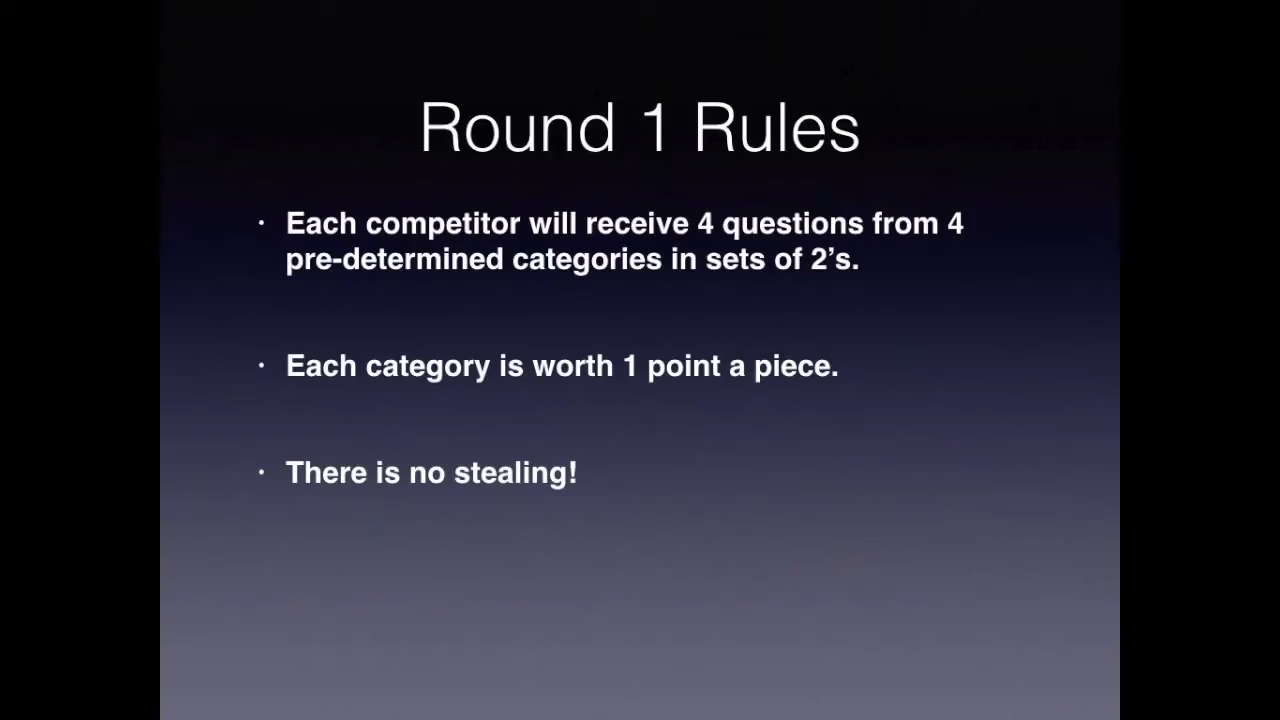 Round 1 Rules
· Each competitor will receive 4 questions from 4
pre-determined categories in sets of 2’s.
· Each category is worth 1 point a piece.
· There is no stealing!